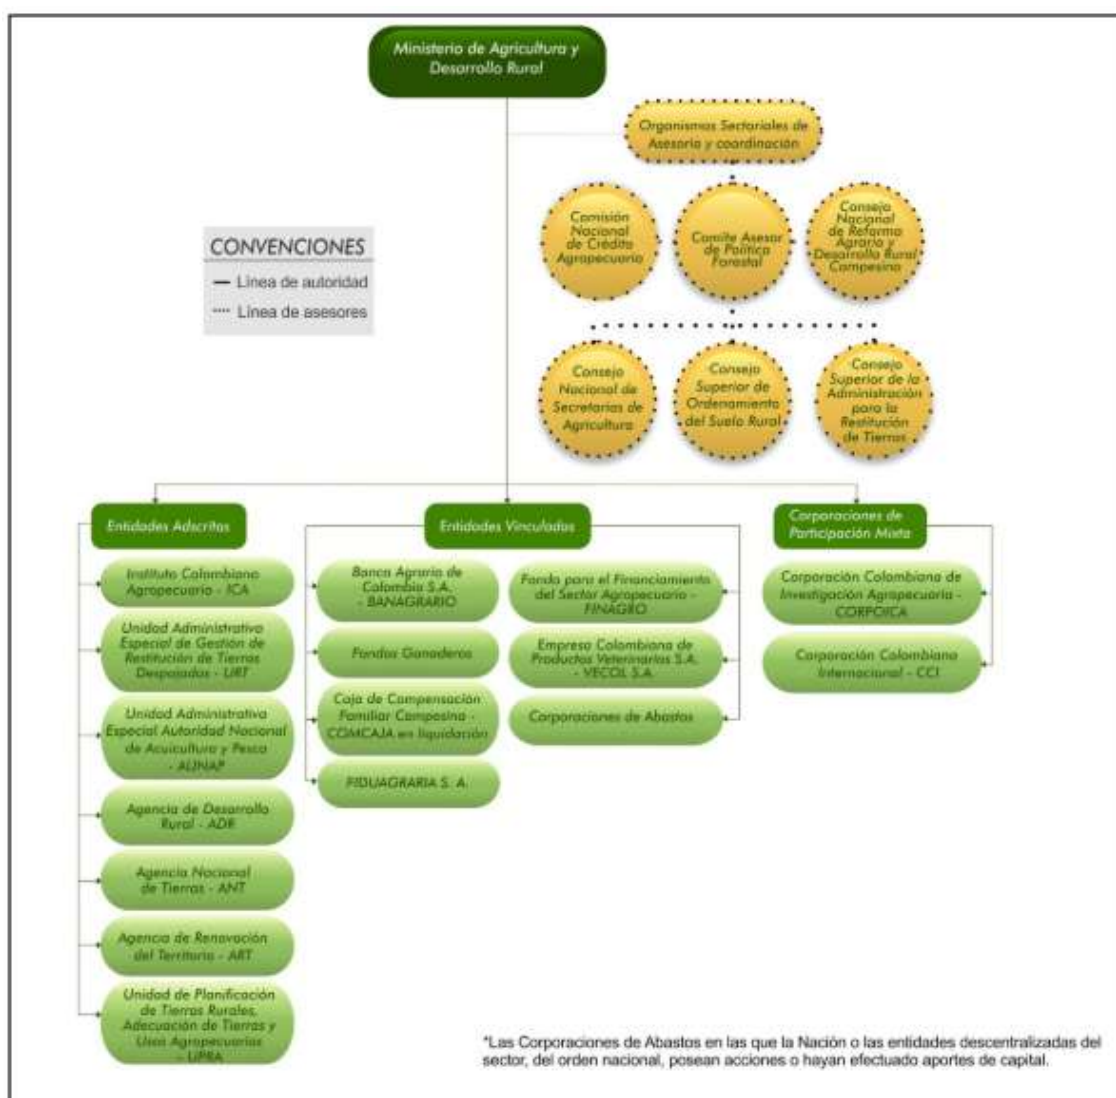 Ministerio de Agricultura y
Desarrollo Rural
Organismos Sectoriales de
Asesoría y coordinación
Comisión
Nacional
de Crédito
Agropecuario
Comite Asesor
de Política
Forestal
Consejo
Nacional
de Reforma
Agraria y
Desarrollo Rural
Campesino
CONVENCIONES
Línea de autoridad
Línea de asesores
Consejo
Nacional de
Secretarias de
Agricultura
Consejo
Superior de
Ordenamiento
del Suelo Rural
Consejo
Superior de la
Administración
para la
Restitución
de Tierras
Entidades Adscritas
Instituto Colombiano
Agropecuario - ICA
Unidad Administrativa
Especial de Gestión de
Restitución de Tierras
Despojadas - URT
Unidad Administrativa
Especial Autoridad Nacional
de Acuicultura y Pesca
- AUNAP
Agencia de Desarrollo
Rural - ADR
Agencia Nacional
de Tierras - ANT
Agencia de Renovación
del Territorio - ART
Unidad de Planificación
de Tierras Rurales,
Adecuación de Tierras y
Usos Agropecuarios
- UPRA
Entidades Vinculadas
Banco Agrario de
Colombia S.A.
- BANAGRARIO
Fondos Ganaderos
Caja de Compensación
Familiar Campesina -
COMCAJA en liquidación
FIDUAGRARIA S. A.
Fondo para el Financiamiento
del Sector Agropecuario -
FINAGRO
Empresa Colombiana de
Productos Veterinarios S.A.
- VECOL S.A.
Corporaciones de Abastos
Corporaciones de
Participación Mixta
Corporación Colombiana de
Investigación Agropecuaria -
CORPOICA
Corporación Colombiana
Internacional - CCI
*Las Corporaciones de Abastos en las que la Nación o las entidades descentralizadas del
sector, del orden nacional, posean acciones o hayan efectuado aportes de capital.